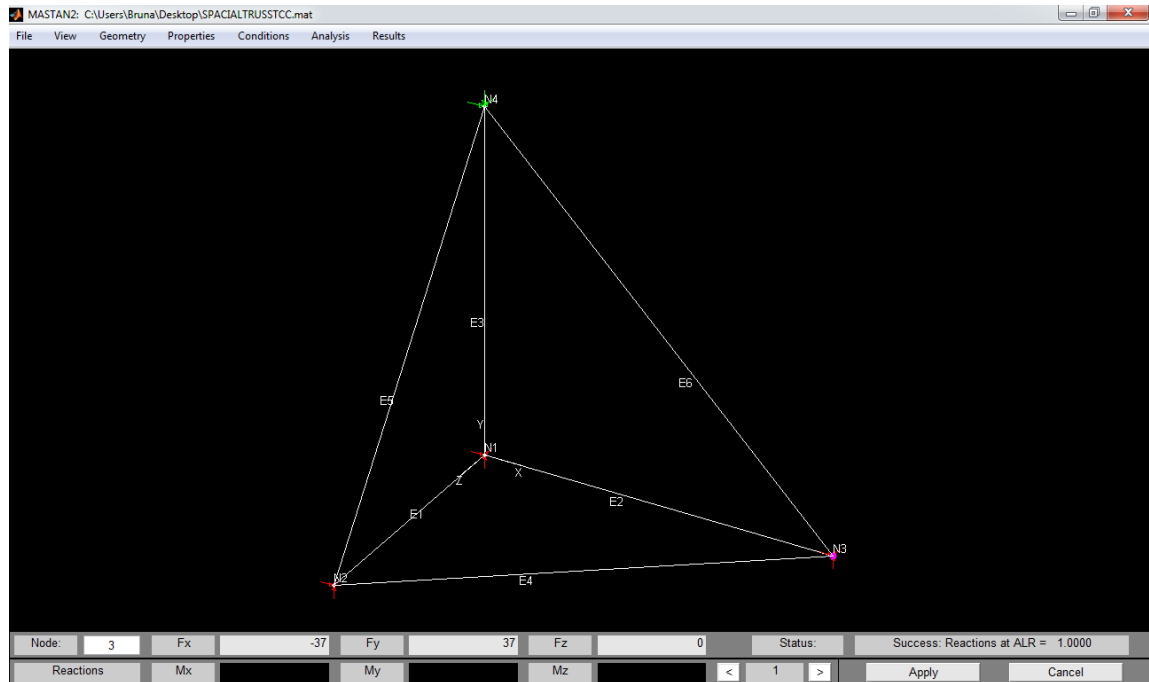 MASTAN2: C:\Users\Bruna\Desktop\SPACIALTRUSSTCC.mat
File View Geometry Properties Conditions Analysis Results
N4
E3
E6
E5
Y
N1
X
Z
E2
E1
N3
N2
E4
Node: 3 Fx -37 Fy 37 Fz 0 Status: Success: Reactions at ALR = 1.0000
Reactions Mx My Mz < 1 > Apply Cancel